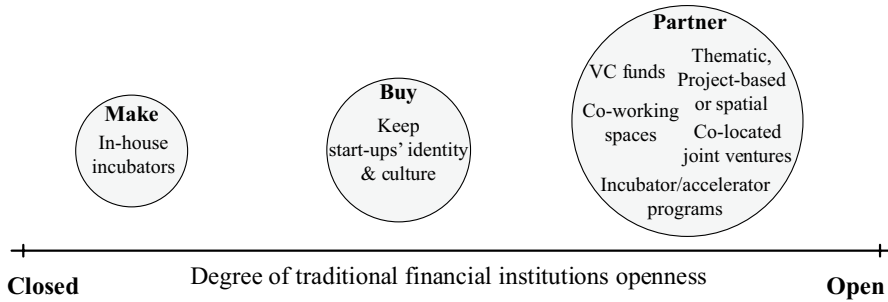 Make
In-house
incubators
Buy
Keep
start-ups' identity
& culture
Partner
VC funds
Co-working
spaces
Thematic,
Project-based
or spatial
Co-located
joint ventures
Incubator/accelerator
programs
Closed
Degree of traditional financial institutions openness
Open